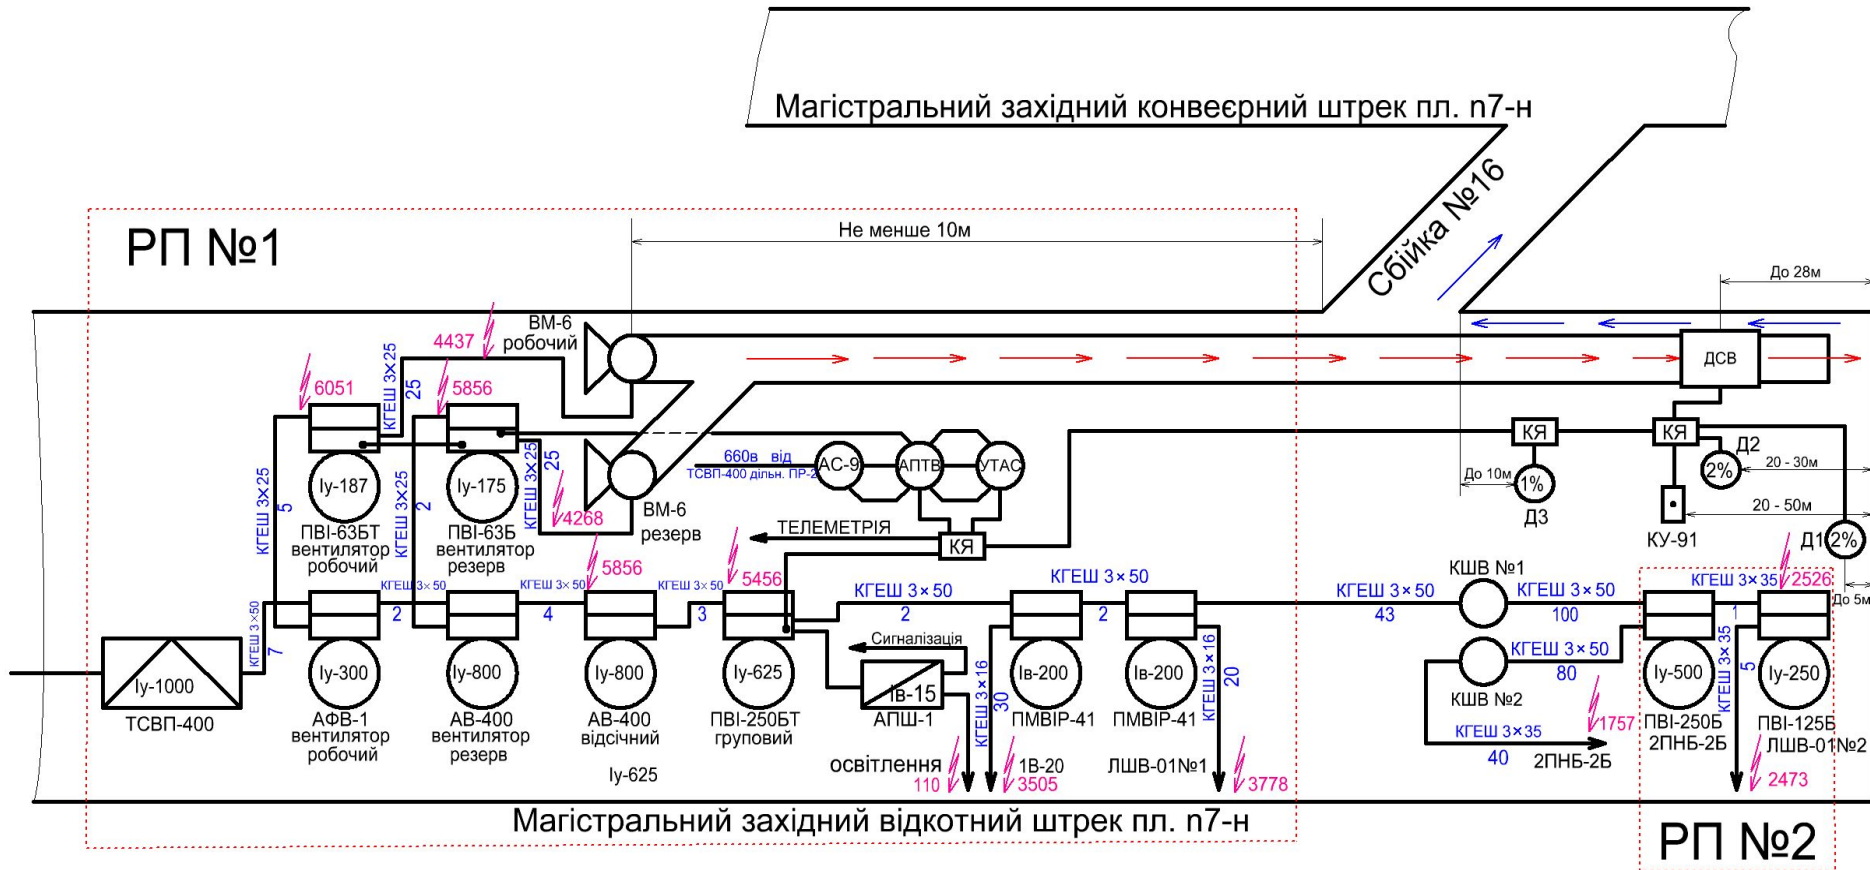 Магістральний західний конвеєрний штрек пл. n7-н
Сбійка №16
РП №1
Не менше 10м
До 28м
ВМ-6
робочий
4437
6051
5856
КГЕШ 3×25
25
КГЕШ 3×25
5
КГЕШ 3×25
2
КГЕШ 3×25
25
4268
Iу-187
Iу-175
ПВI-63БТ
вентилятор
робочий
ПВI-63Б
вентилятор
резерв
ВМ-6
резерв
660в від
ТСВП-400 дільн. ПР-2
АС-9
АПТВ
УТАС
ТЕЛЕМЕТРІЯ
КЯ
ДСВ
КЯ
КЯ
До 10м
1%
Д3
Д2
2%
20 - 30м
20 - 50м
КУ-91
Д1
2%
До 5м
КГЕШ 3×50
7
КГЕШ 3×50
2
КГЕШ 3×50
4
5856
КГЕШ 3×50
3
5456
КГЕШ 3×50
2
КГЕШ 3×50
2
КГЕШ 3×50
43
КШВ №1
КГЕШ 3×50
100
КГЕШ 3×35
1
2526
Iу-1000
ТСВП-400
Iу-300
АФВ-1
вентилятор
робочий
Iу-800
АВ-400
вентилятор
резерв
Iу-800
АВ-400
відсічний
Iу-625
Iу-625
ПВI-250БТ
груповий
Сигналізація
Iв-15
АПШ-1
освітлення
110
КГЕШ 3×16
30
Iв-200
ПМВІР-41
1В-20
3505
Iв-200
ПМВІР-41
ЛШВ-01№1
КГЕШ 3×16
20
3778
КШВ №2
КГЕШ 3×50
80
КГЕШ 3×35
40
1757
2ПНБ-2Б
Iу-500
ПВI-250Б
2ПНБ-2Б
КГЕШ 3×35
5
Iу-250
ПВI-125Б
ЛШВ-01№2
2473
Магістральний західний відкотний штрек пл. n7-н
РП №2